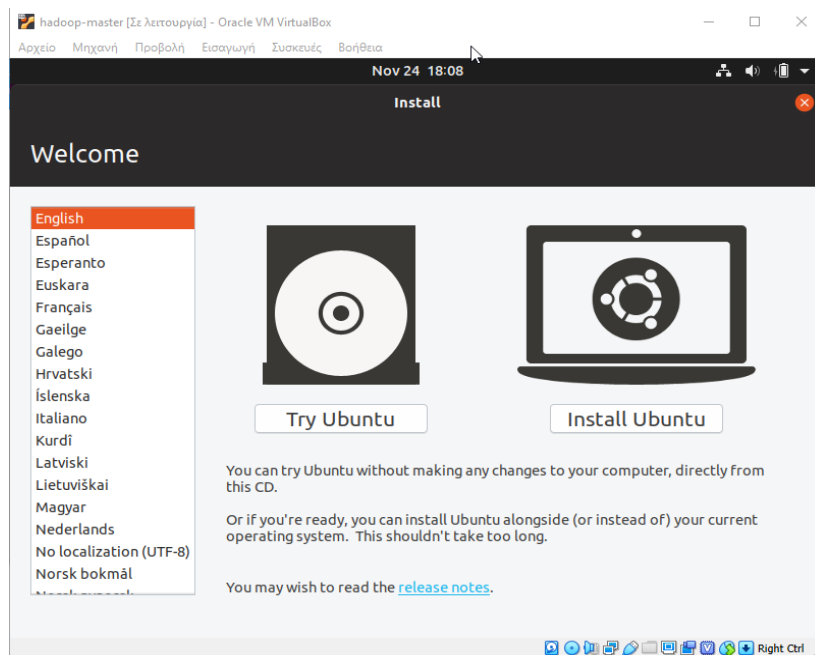 hadoop-master [Σε λειτουργία] - Oracle VM VirtualBox
Αρχείο Μηχανή Προβολή Εισαγωγή Συσκευές Βοήθεια
Nov 24 18:08
Install
Welcome
English
Español
Esperanto
Euskara
Français
Gaeilge
Galego
Hrvatski
Íslenska
Italiano
Kurdî
Latviski
Lietuviškai
Magyar
Nederlands
No localization (UTF-8)
Norsk bokmål
Try Ubuntu
Install Ubuntu
You can try Ubuntu without making any changes to your computer, directly from
this CD.
Or if you're ready, you can install Ubuntu alongside (or instead of) your current
operating system. This shouldn't take too long.
You may wish to read the release notes.
Right Ctrl